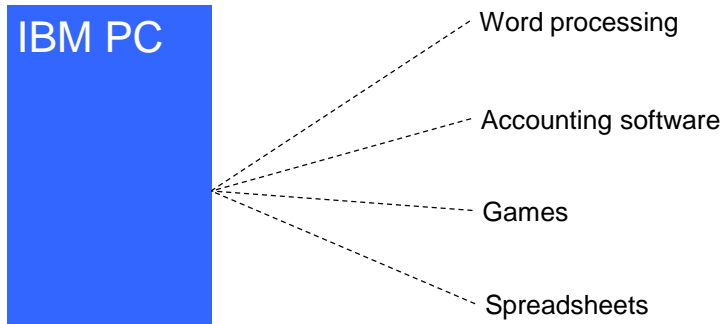 IBM PC
Word processing
Accounting software
Games
Spreadsheets